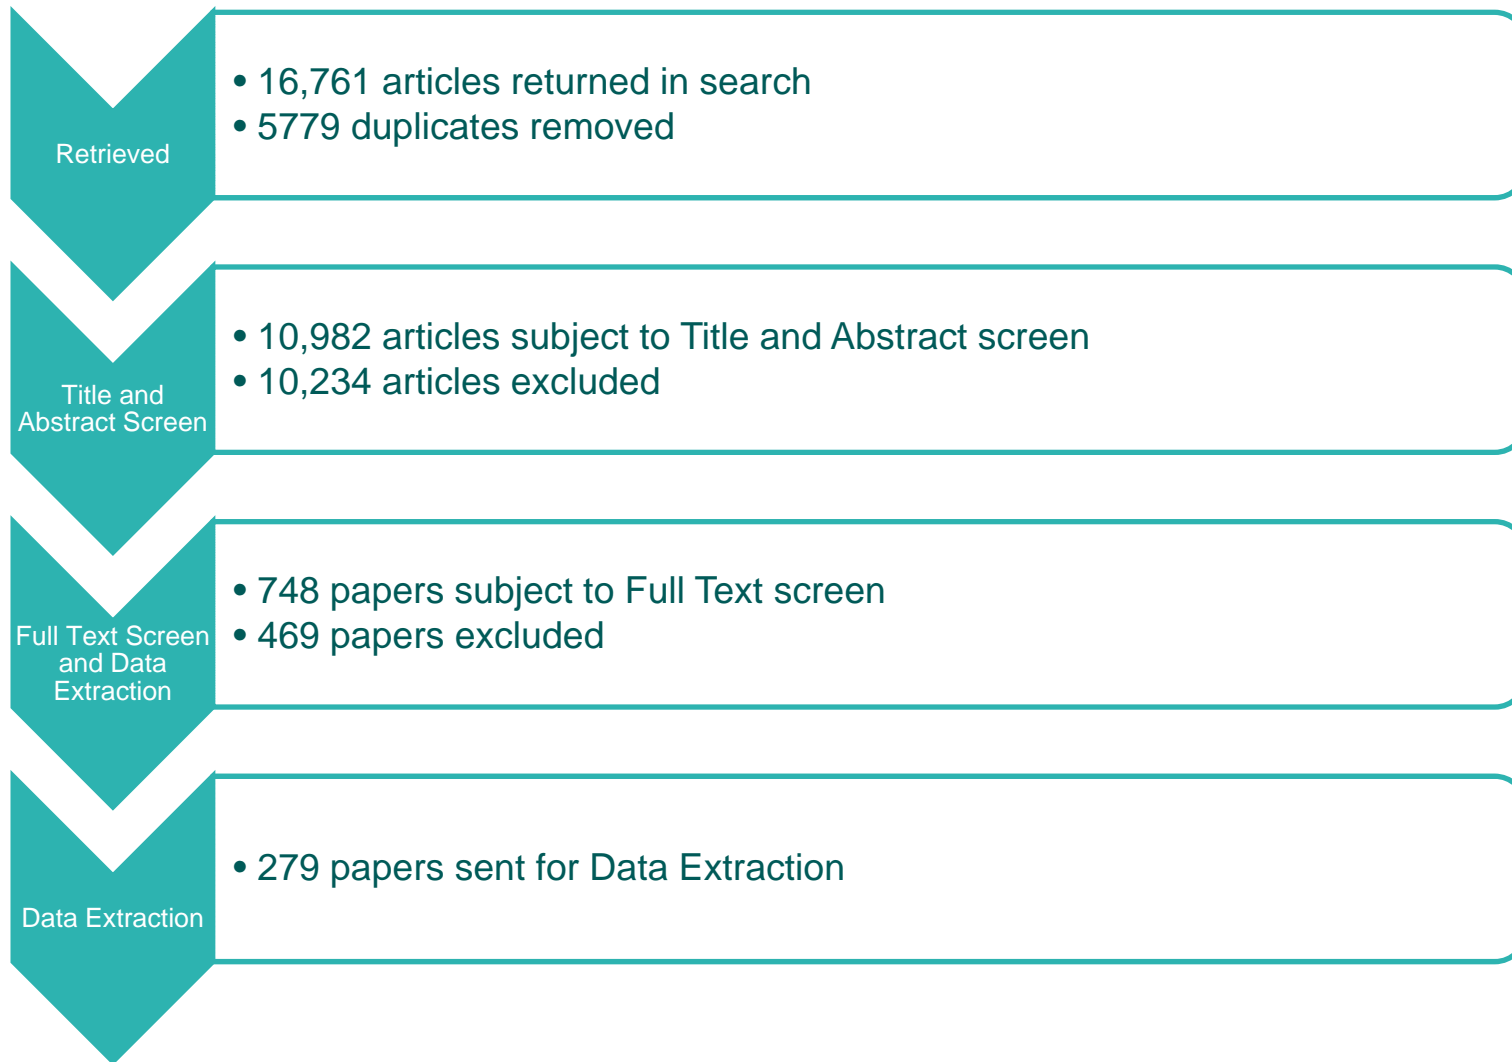 Retrieved
• 16,761 articles returned in search
• 5779 duplicates removed
Title and
Abstract Screen
• 10,982 articles subject to Title and Abstract screen
• 10,234 articles excluded
Full Text Screen
and Data
Extraction
• 748 papers subject to Full Text screen
• 469 papers excluded
Data Extraction
• 279 papers sent for Data Extraction